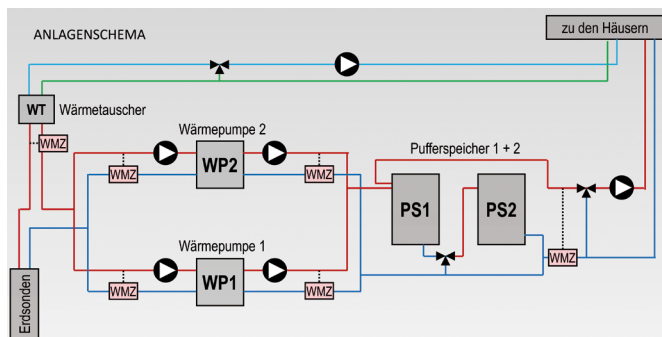 ANLAGENSCHEMA
zu den Häusern
WT
Wärmetauscher
WMZ
Wärmepumpe 2
WMZ
WP2
WMZ
Pufferspeicher 1 + 2
PS1
PS2
Wärmepumpe 1
WMZ
WMZ
WP1
WMZ
Erdsonden